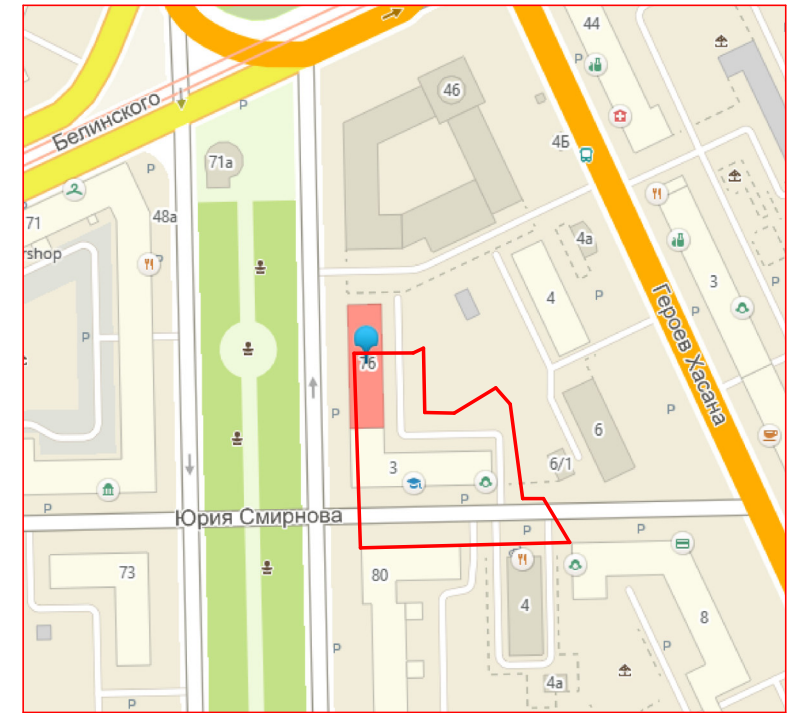 44
P
46
Белинского
P
4Б
71а
P
71
48а
shop
P
4а
3
4
P
P
P
Героев Хасана
P
76
P
P
6
3
6/1
P
P
Юрия Смирнова
P
P
73
80
4
8
P
P
4а
P